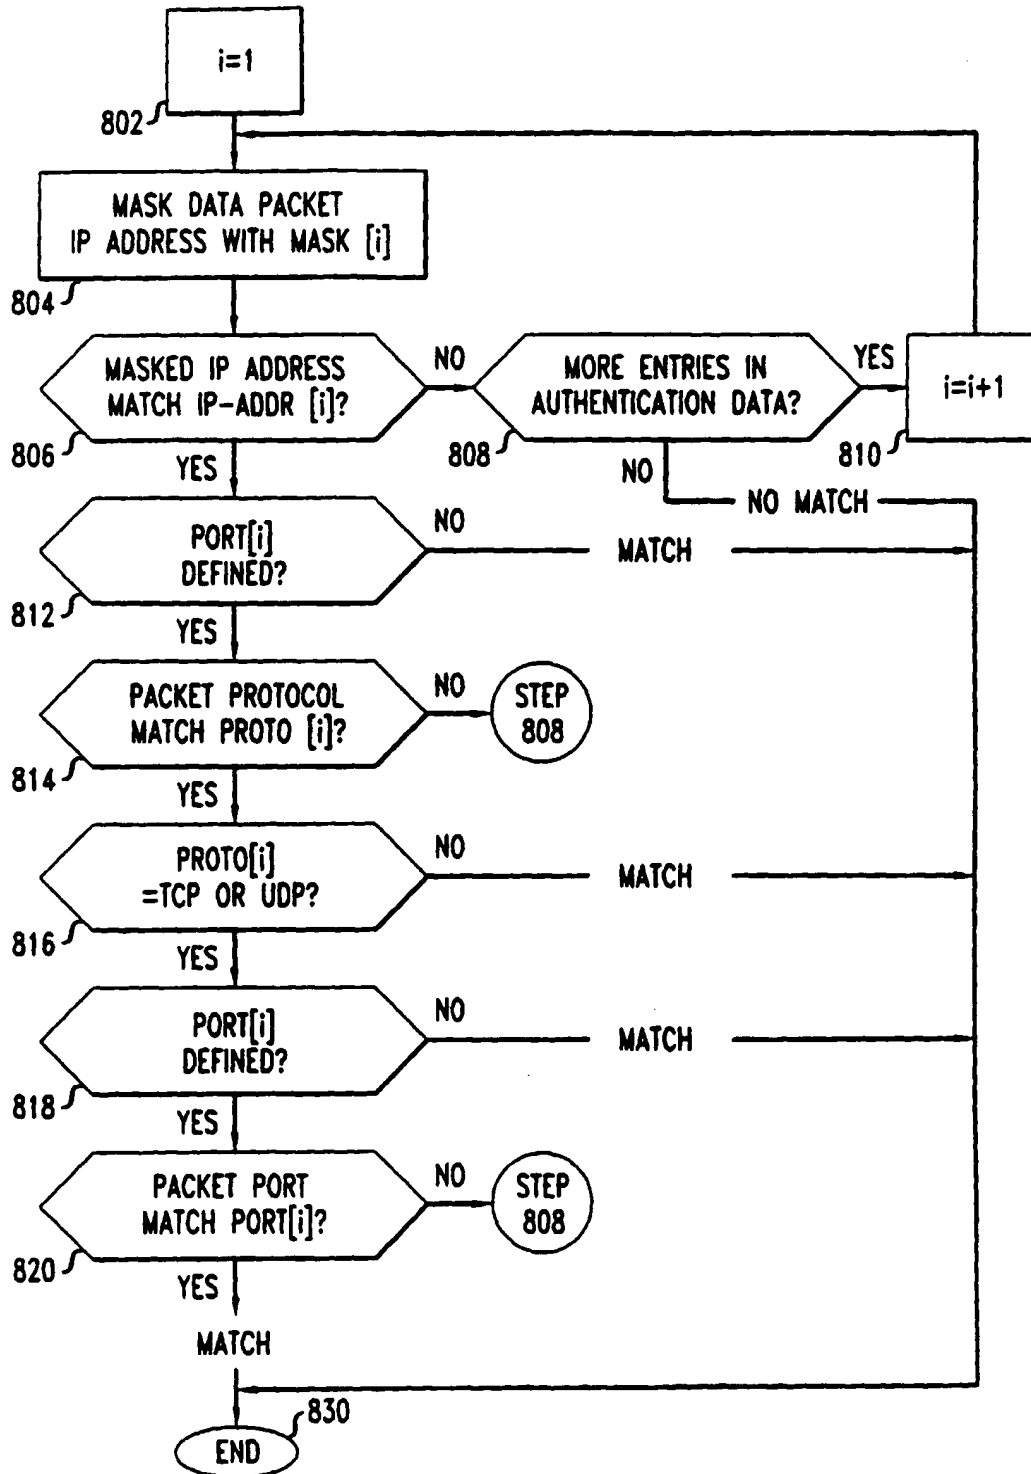 i=1
802
MASK DATA PACKET
IP ADDRESS WITH MASK [i]
804
MASKED IP ADDRESS
MATCH IP-ADDR [i]?
806
NO
YES
MORE ENTRIES IN
AUTHENTICATION DATA?
808
YES
NO
i=i+1
810
NO MATCH
PORT[i]
DEFINED?
812
NO
MATCH
YES
PACKET PROTOCOL
MATCH PROTO [i]?
814
NO
STEP
808
YES
PROTO[i]
=TCP OR UDP?
816
NO
MATCH
YES
PORT[i]
DEFINED?
818
NO
MATCH
YES
PACKET PORT
MATCH PORT[i]?
820
NO
STEP
808
YES
MATCH
830
END